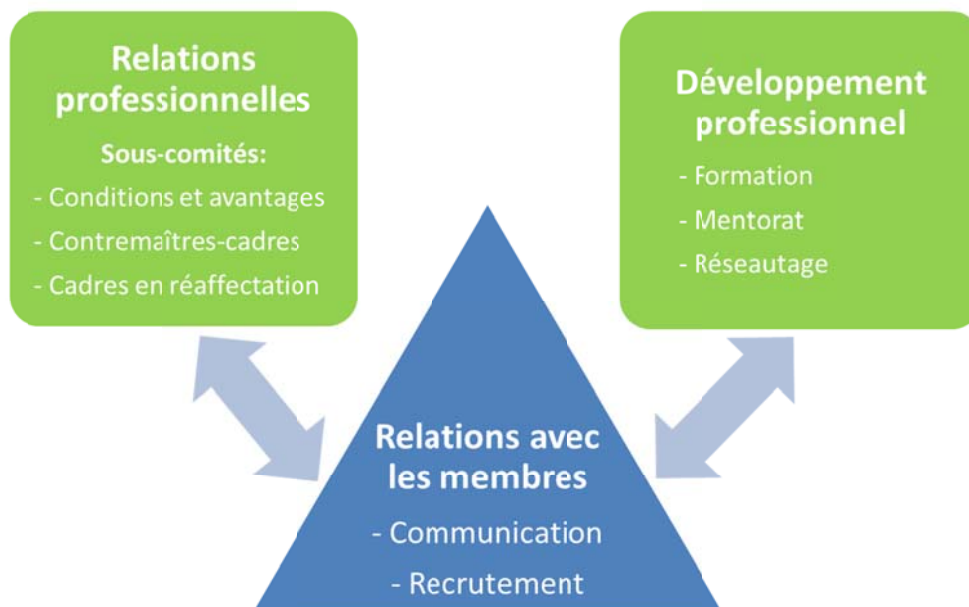 Relations
professionnelles
Sous-comités:
- Conditions et avantages
- Contremaîtres-cadres
- Cadres en réaffectation
Développement
professionnel
- Formation
- Mentorat
- Réseautage
Relations avec
les membres
- Communication
- Recrutement